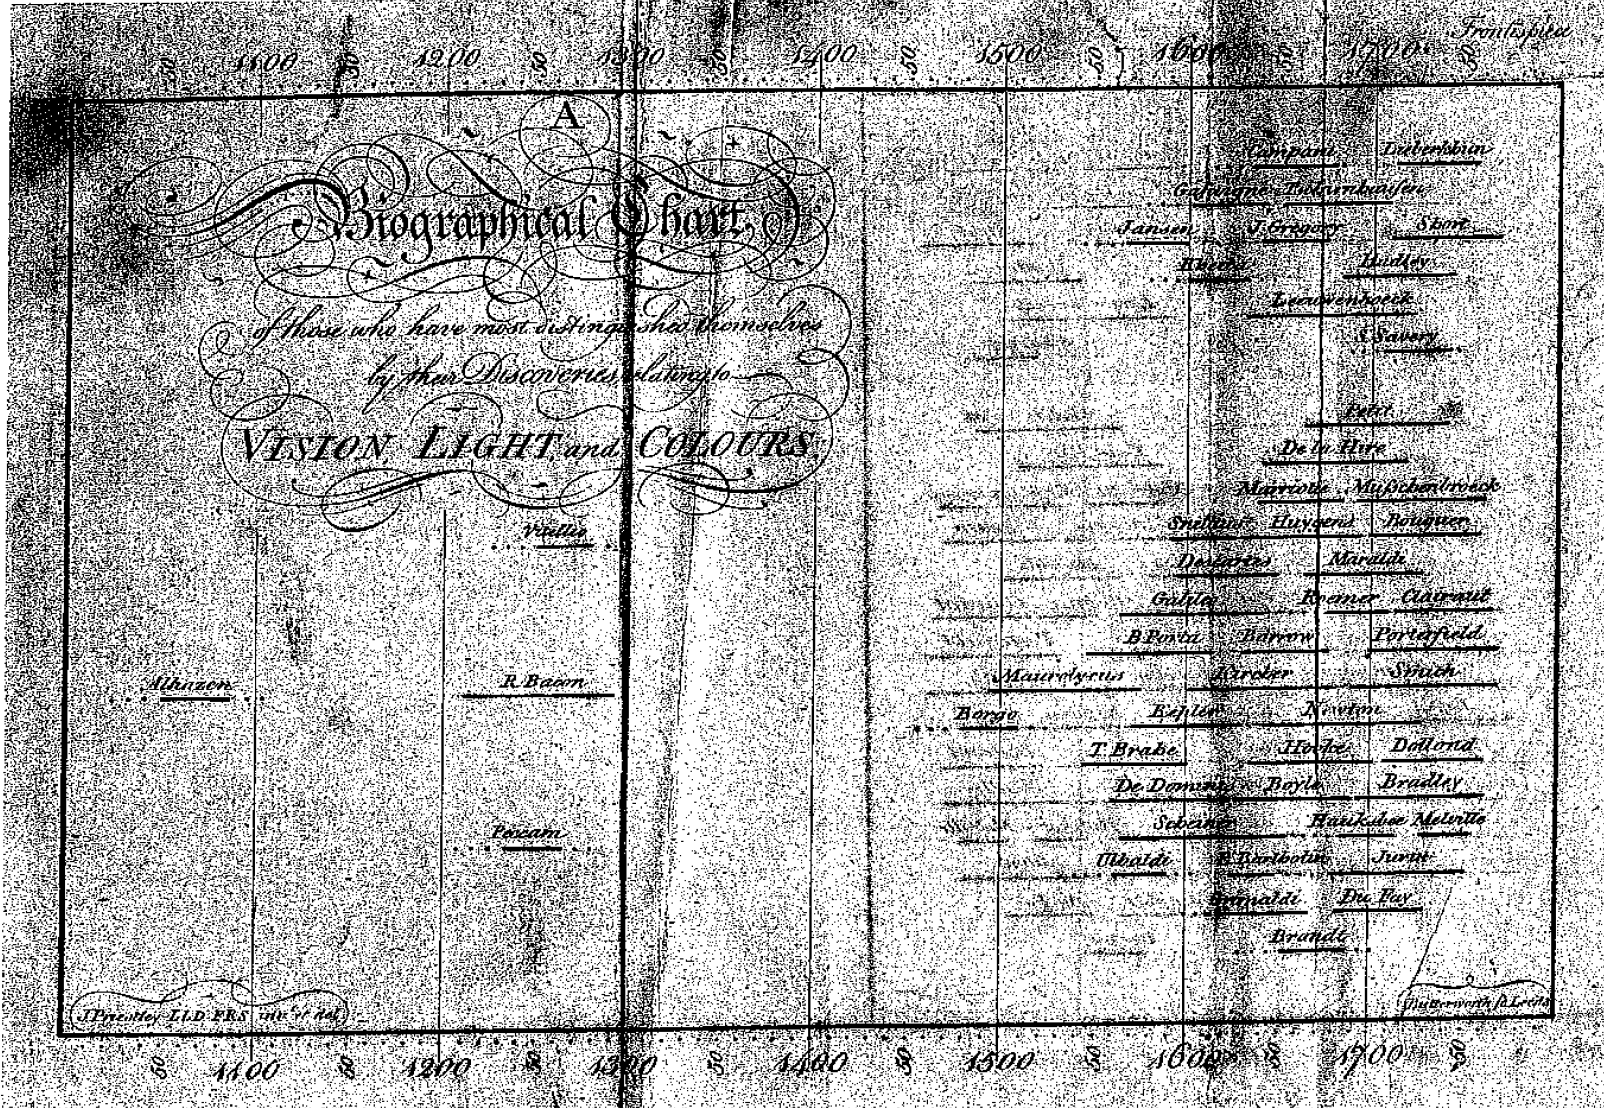 Frontispiece
50 1100 50 1200 50 1300 50 1400 50 1500 50 1600 50 1700 50
A
Biographical Chart,
of those who have most distinguished themselves
by their Discoveries relating to
VISION LIGHT and COLOURS.
Campani Lieberkhun
Gascoigne Tschirnhausen
Jansen J. Gregory Short
Hadley
Leeuwenhoeck
S. Savery
Petit
De la Hire
Marriotte Muschenbroeck
Vitellio Snellius Huygens Bouguer
Descartes Maraldi
Galileo Roemer Clairaut
B. Porta Barrow Porterfield
Alhazen R. Bacon Maurolycus Kircher Smith
Borgo Kepler Newton
T. Brahe Hooke Dollond
De Dominis Boyle Bradley
Peccam Scheiner Hauksbee Melville
Ubaldi E. Bartholin Jurin
Grimaldi Du Fay
Brandt
J. Priestley LLD FRS inv.t et del.
Butterworth sc. Leeds
50 1100 50 1200 50 1300 50 1400 50 1500 50 1600 50 1700 50